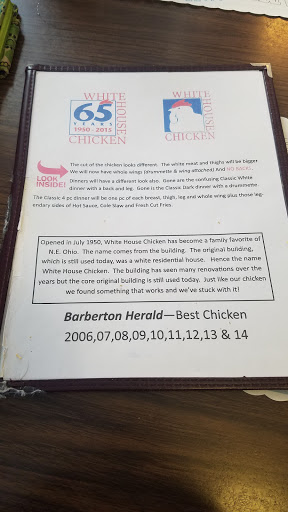 WHITE HOUSE CHICKEN
65
YEARS
1950 - 2015
WHITE HOUSE CHICKEN
LOOK
INSIDE!
The cut of the chicken looks different. The white meat and thighs will be bigger
We will now have whole wings (drummette & wing attached) And NO BACKS.
Dinners will have a different look also. Gone are the confusing Classic White
dinner with a back and leg. Gone is the Classic Dark dinner with a drummette.
The Classic 4 pc dinner will be one pc of each breast, thigh, leg and whole wing plus those leg-
endary sides of Hot Sauce, Cole Slaw and Fresh Cut Fries.
Opened in July 1950, White House Chicken has become a family favorite of
N.E. Ohio. The name comes from the building. The original building,
which is still used today, was a white residential house. Hence the name
White House Chicken. The building has seen many renovations over the
years but the core original building is still used today. Just like our chicken
we found something that works and we've stuck with it!
Barberton Herald—Best Chicken
2006,07,08,09,10,11,12,13 & 14